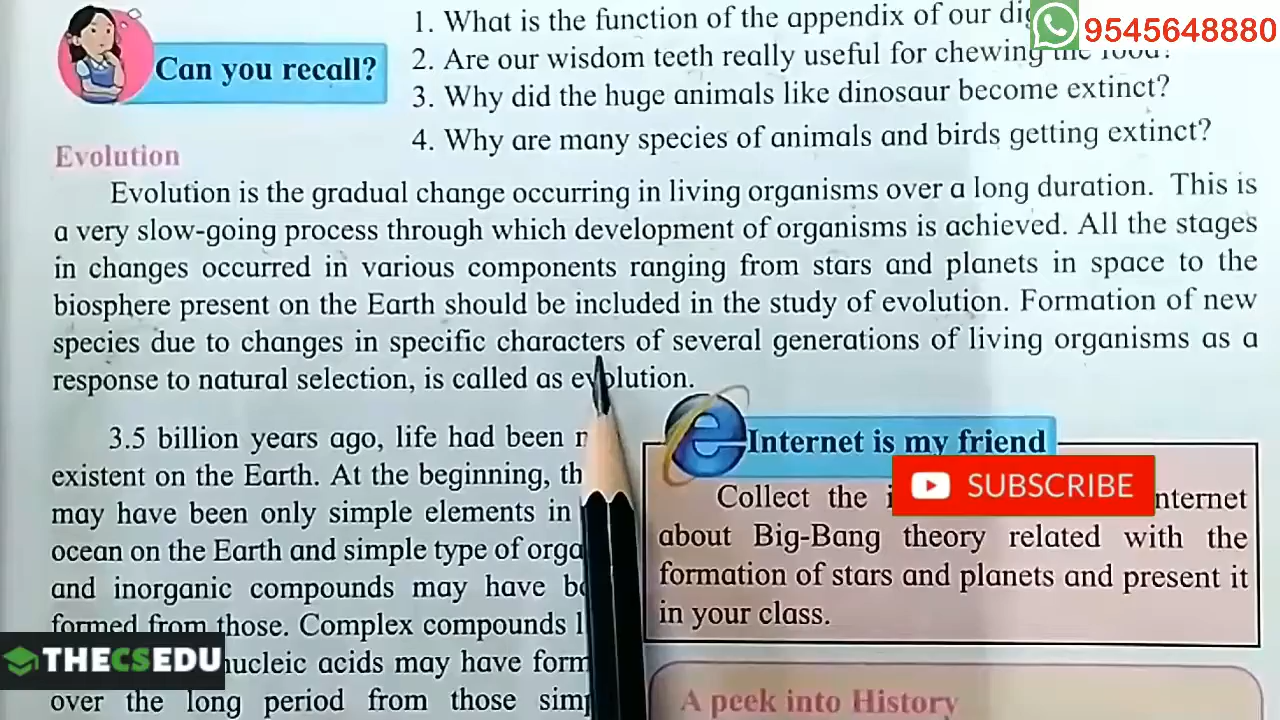 9545648880
Can you recall?
1. What is the function of the appendix of our
2. Are our wisdom teeth really useful for chewing the food?
3. Why did the huge animals like dinosaur become extinct?
4. Why are many species of animals and birds getting extinct?
Evolution
Evolution is the gradual change occurring in living organisms over a long duration. This is
a very slow-going process through which development of organisms is achieved. All the stages
in changes occurred in various components ranging from stars and planets in space to the
biosphere present on the Earth should be included in the study of evolution. Formation of new
species due to changes in specific characters of several generations of living organisms as a
response to natural selection, is called as evolution.
3.5 billion years ago, life had been
existent on the Earth. At the beginning,
may have been only simple elements in
ocean on the Earth and simple type of
and inorganic compounds may have
formed from those. Complex compounds
nucleic acids may have
over the long period from those
Internet is my friend
Collect the
SUBSCRIBE
about Big-Bang theory related with the
formation of stars and planets and present it
in your class.
A peek into History
THECSEDU